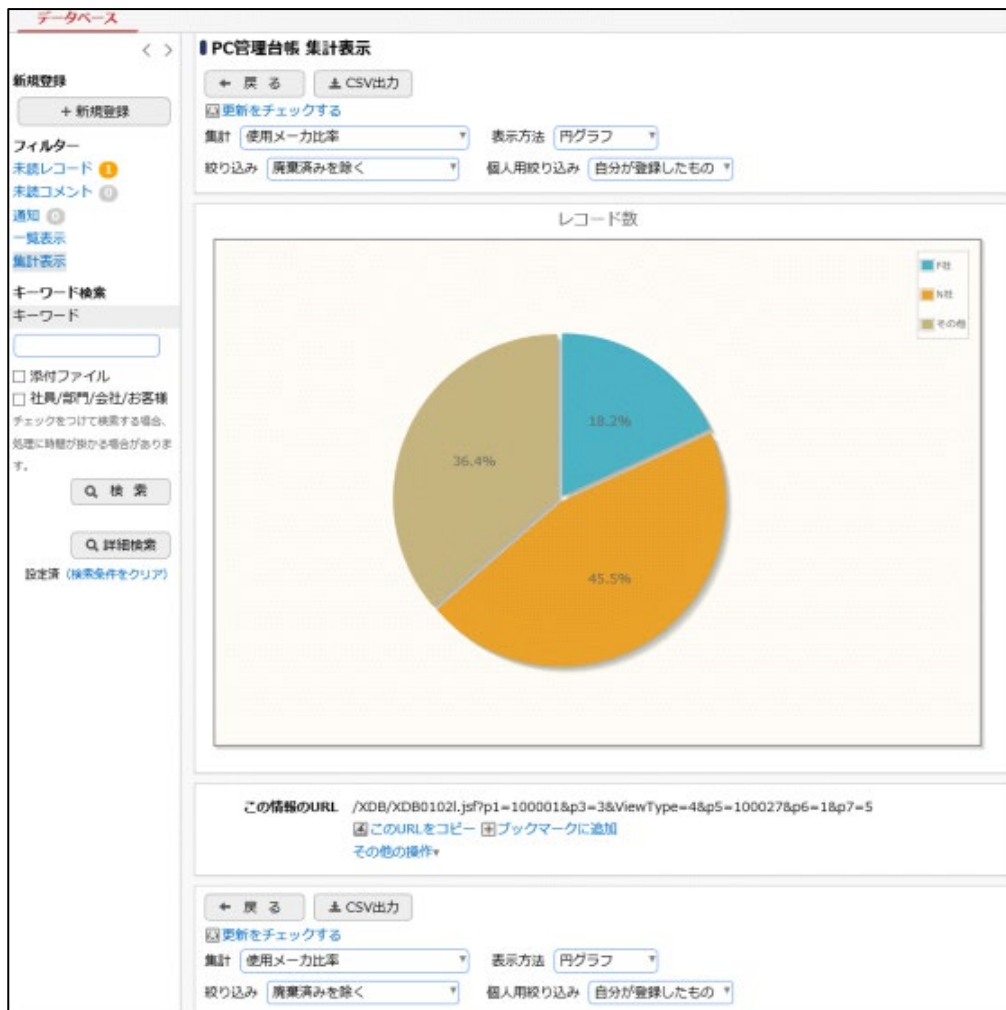 データベース
PC管理台帳 集計表示
新規登録
← 戻 る
CSV出力
+ 新規登録
更新をチェックする
集計 使用メーカ比率 表示方法 円グラフ
フィルター
未読レコード 1
絞り込み 廃棄済みを除く 個人用絞り込み 自分が登録したもの
未読コメント 0
通知 0
一覧表示
集計表示
キーワード検索
キーワード
添付ファイル
社員/部門/会社/お客様
チェックをつけて検索する場合、
処理に時間が掛かる場合がありま
す。
検 索
詳細検索
設定済 (検索条件をクリア)
レコード数
F社
N社
その他
18.2%
36.4%
45.5%
この情報のURL /XDB/XDB0102l.jsf?p1=100001&p3=3&ViewType=4&p5=100027&p6=1&p7=5
このURLをコピー ブックマークに追加
その他の操作
← 戻 る
CSV出力
更新をチェックする
集計 使用メーカ比率 表示方法 円グラフ
絞り込み 廃棄済みを除く 個人用絞り込み 自分が登録したもの